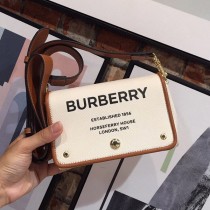 BURBERRY
ESTABLISHED 1856
HORSEFERRY HOUSE
LONDON, SW1